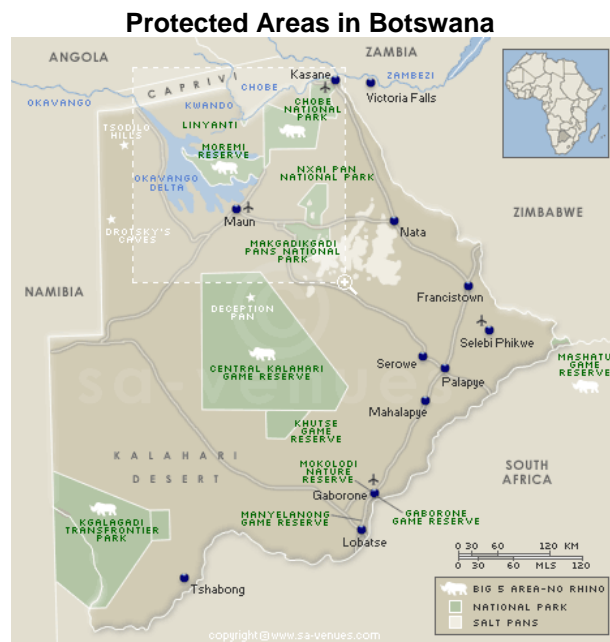 Protected Areas in Botswana
ANGOLA
ZAMBIA
Kasane
ZAMBEZI
CAPRIVI
CHOBE
Victoria Falls
OKAVANGO
KWANDO
CHOBE
NATIONAL
PARK
LINYANTI
TSODILO
HILLS
MOREMI
RESERVE
NXAI PAN
NATIONAL PARK
OKAVANGO
DELTA
Maun
ZIMBABWE
DROTSKY'S
CAVES
Nata
MAKGADIKGADI
PANS NATIONAL
PARK
NAMIBIA
Francistown
DECEPTION
PAN
Selebi Phikwe
Serowe
MASHATU
GAME
RESERVE
CENTRAL KALAHARI
GAME RESERVE
Palapye
sa-venues
Mahalapye
KHUTSE
GAME
RESERVE
KALAHARI
DESERT
MOKOLODI
NATURE
RESERVE
SOUTH
AFRICA
Gaborone
KGALAGADI
TRANSFRONTIER
PARK
MANYELANONG
GAME RESERVE
GABORONE
GAME RESERVE
Lobatse
0 30 60 120 KM
0 30 60 MLS 120
Tshabong
BIG 5 AREA-NO RHINO
NATIONAL PARK
SALT PANS
copyright@www.sa-venues.com